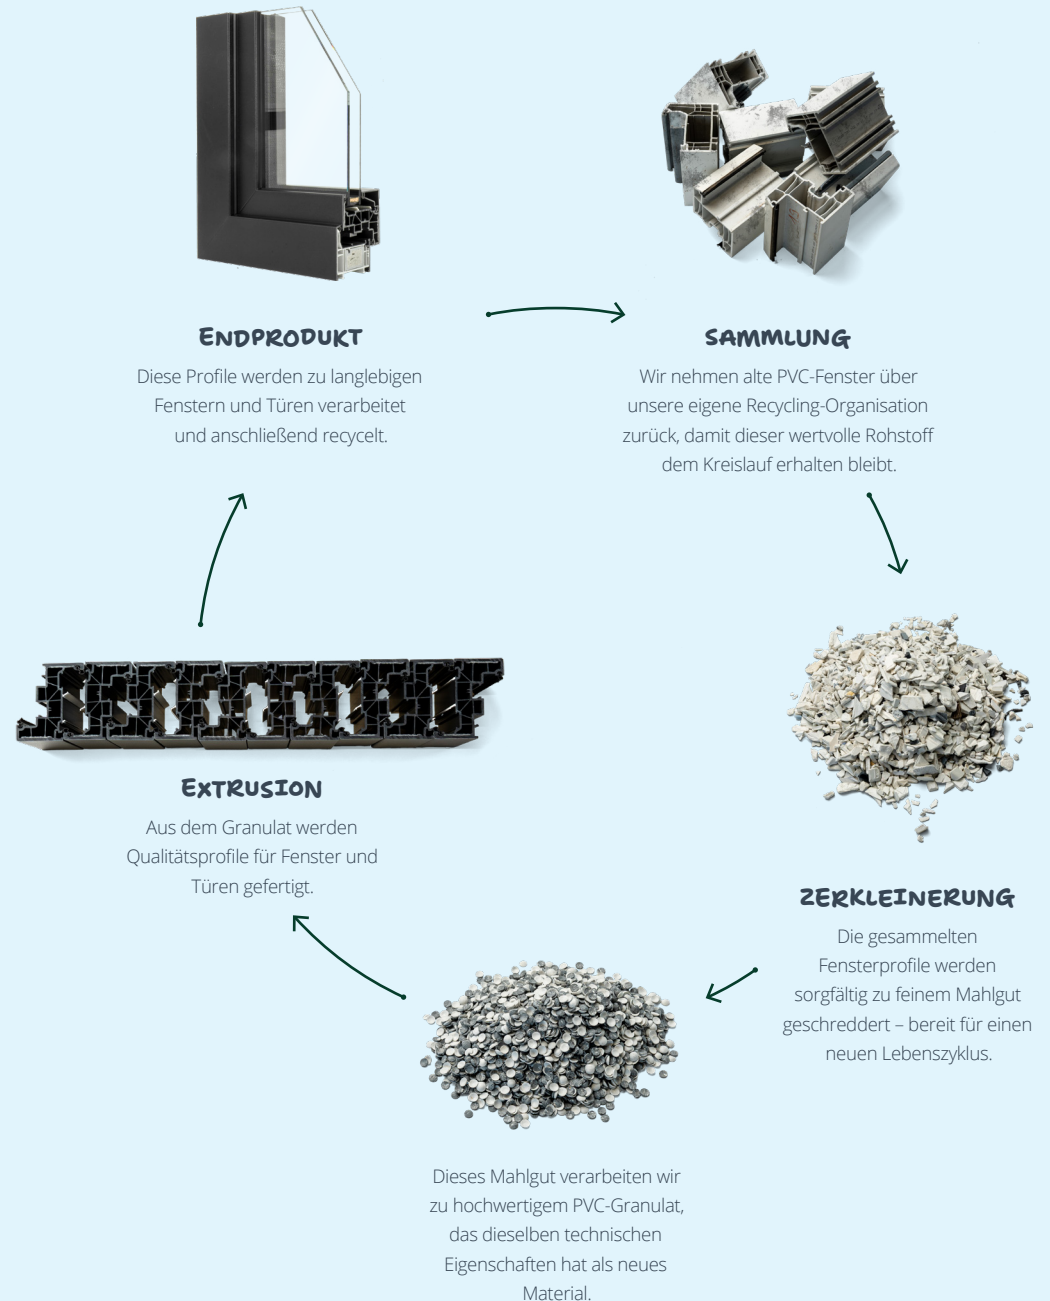 ENDPRODUKT
Diese Profile werden zu langlebigen
Fenstern und Türen verarbeitet
und anschließend recycelt.
SAMMLUNG
Wir nehmen alte PVC-Fenster über
unsere eigene Recycling-Organisation
zurück, damit dieser wertvolle Rohstoff
dem Kreislauf erhalten bleibt.
EXTRUSION
Aus dem Granulat werden
Qualitätsprofile für Fenster und
Türen gefertigt.
ZERKLEINERUNG
Die gesammelten
Fensterprofile werden
sorgfältig zu feinem Mahlgut
geschreddert – bereit für einen
neuen Lebenszyklus.
Dieses Mahlgut verarbeiten wir
zu hochwertigem PVC-Granulat,
das dieselben technischen
Eigenschaften hat als neues
Material.